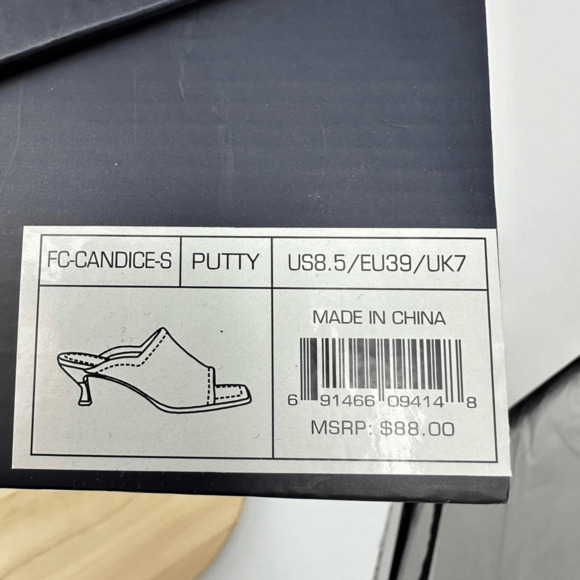 FC-CANDICE-S PUTTY US8.5/EU39/UK7
MADE IN CHINA
6 91466 09414 8
MSRP: $88.00